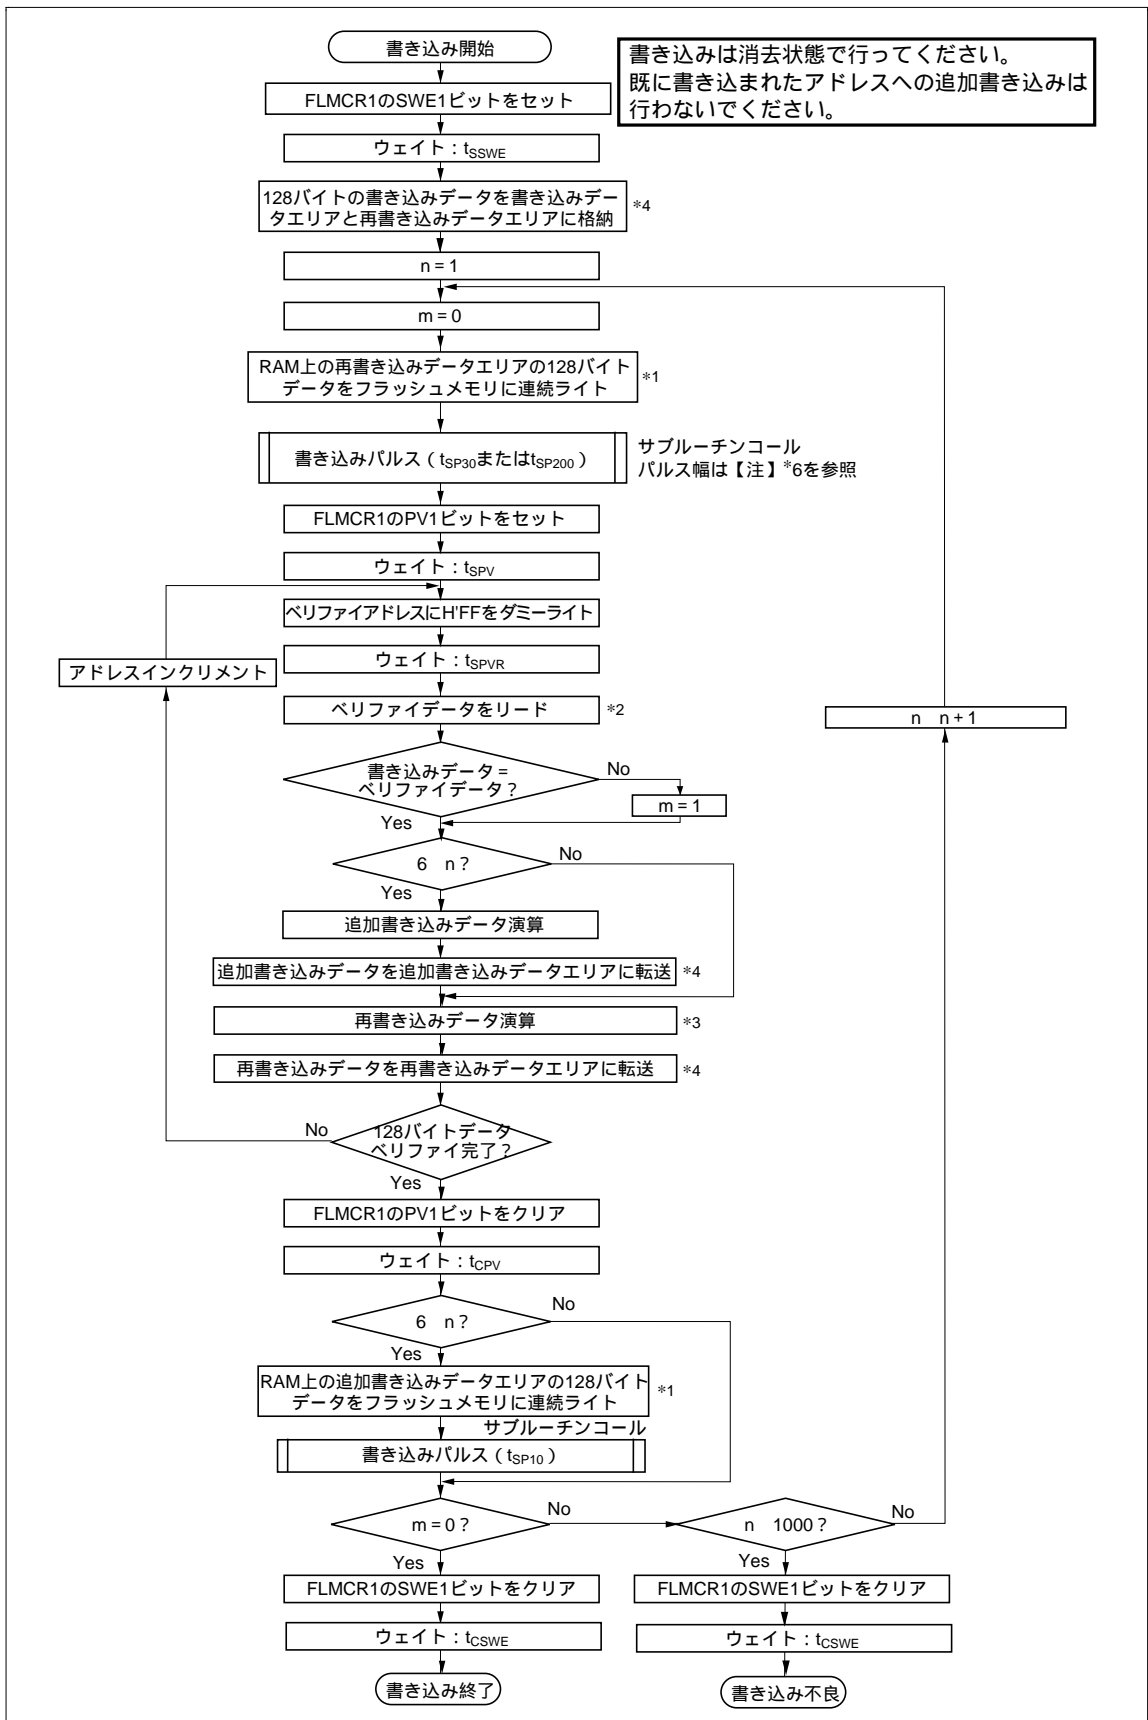 書き込み開始
書き込みは消去状態で行ってください。
既に書き込まれたアドレスへの追加書き込みは
行わないでください。
FLMCR1のSWE1ビットをセット
ウェイト：tSSWE
128バイトの書き込みデータを書き込みデー
タエリアと再書き込みデータエリアに格納
*4
n = 1
m = 0
RAM上の再書き込みデータエリアの128バイト
データをフラッシュメモリに連続ライト
*1
書き込みパルス（tSP30またはtSP200）
サブルーチンコール
パルス幅は【注】*6を参照
FLMCR1のPV1ビットをセット
ウェイト：tSPV
ベリファイアドレスにH'FFをダミーライト
ウェイト：tSPVR
アドレスインクリメント
ベリファイデータをリード
*2
n n + 1
書き込みデータ =
ベリファイデータ？
No
m = 1
Yes
6 n？
No
Yes
追加書き込みデータ演算
追加書き込みデータを追加書き込みデータエリアに転送
*4
再書き込みデータ演算
*3
再書き込みデータを再書き込みデータエリアに転送
*4
128バイトデータ
ベリファイ完了？
No
Yes
FLMCR1のPV1ビットをクリア
ウェイト：tCPV
6 n？
No
Yes
RAM上の追加書き込みデータエリアの128バイト
データをフラッシュメモリに連続ライト
*1
サブルーチンコール
書き込みパルス（tSP10）
m = 0？
No
n 1000？
No
Yes
Yes
FLMCR1のSWE1ビットをクリア
FLMCR1のSWE1ビットをクリア
ウェイト：tCSWE
ウェイト：tCSWE
書き込み終了
書き込み不良